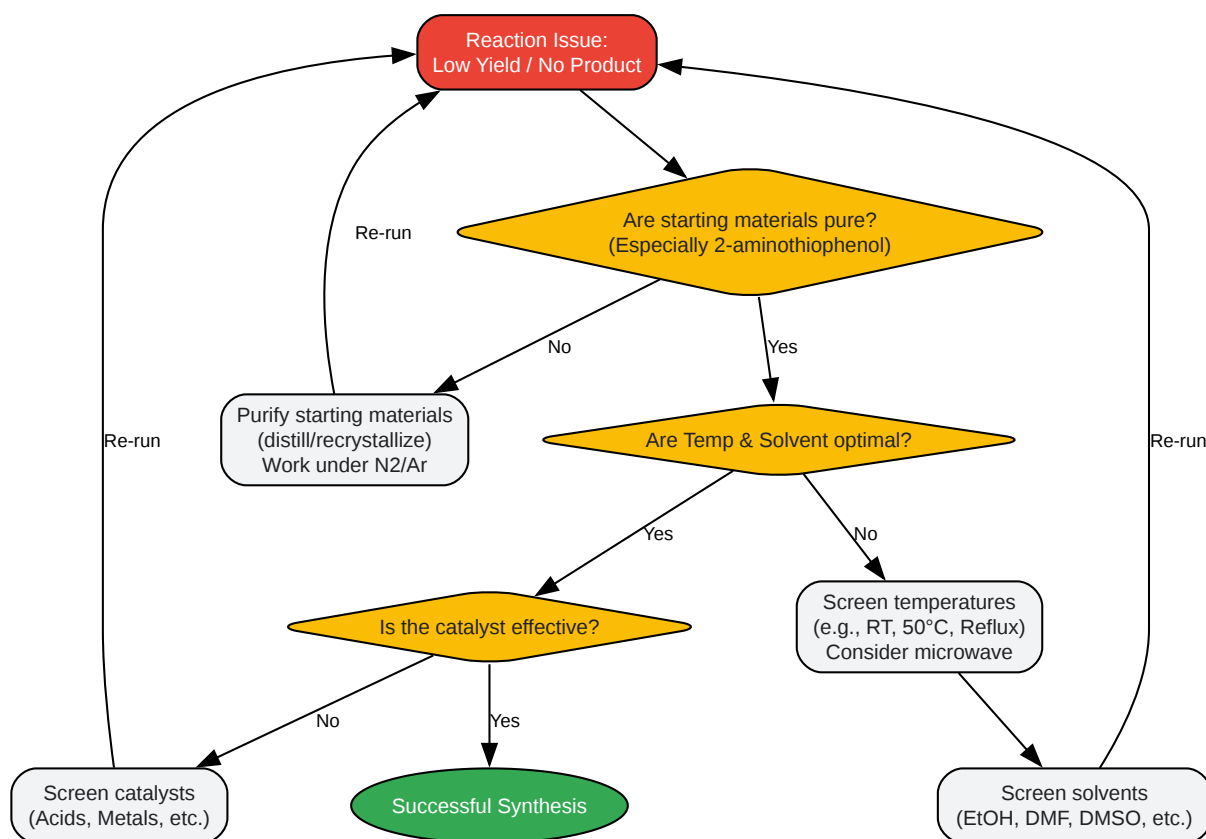 Reaction Issue:
Low Yield / No Product
Are starting materials pure?
(Especially 2-aminothiophenol)
Re-run
No
Yes
Purify starting materials
(distill/recrystallize)
Work under N2/Ar
Re-run
Are Temp & Solvent optimal?
Re-run
Yes
No
Is the catalyst effective?
Screen temperatures
(e.g., RT, 50°C, Reflux)
Consider microwave
No
Yes
Screen catalysts
(Acids, Metals, etc.)
Successful Synthesis
Screen solvents
(EtOH, DMF, DMSO, etc.)